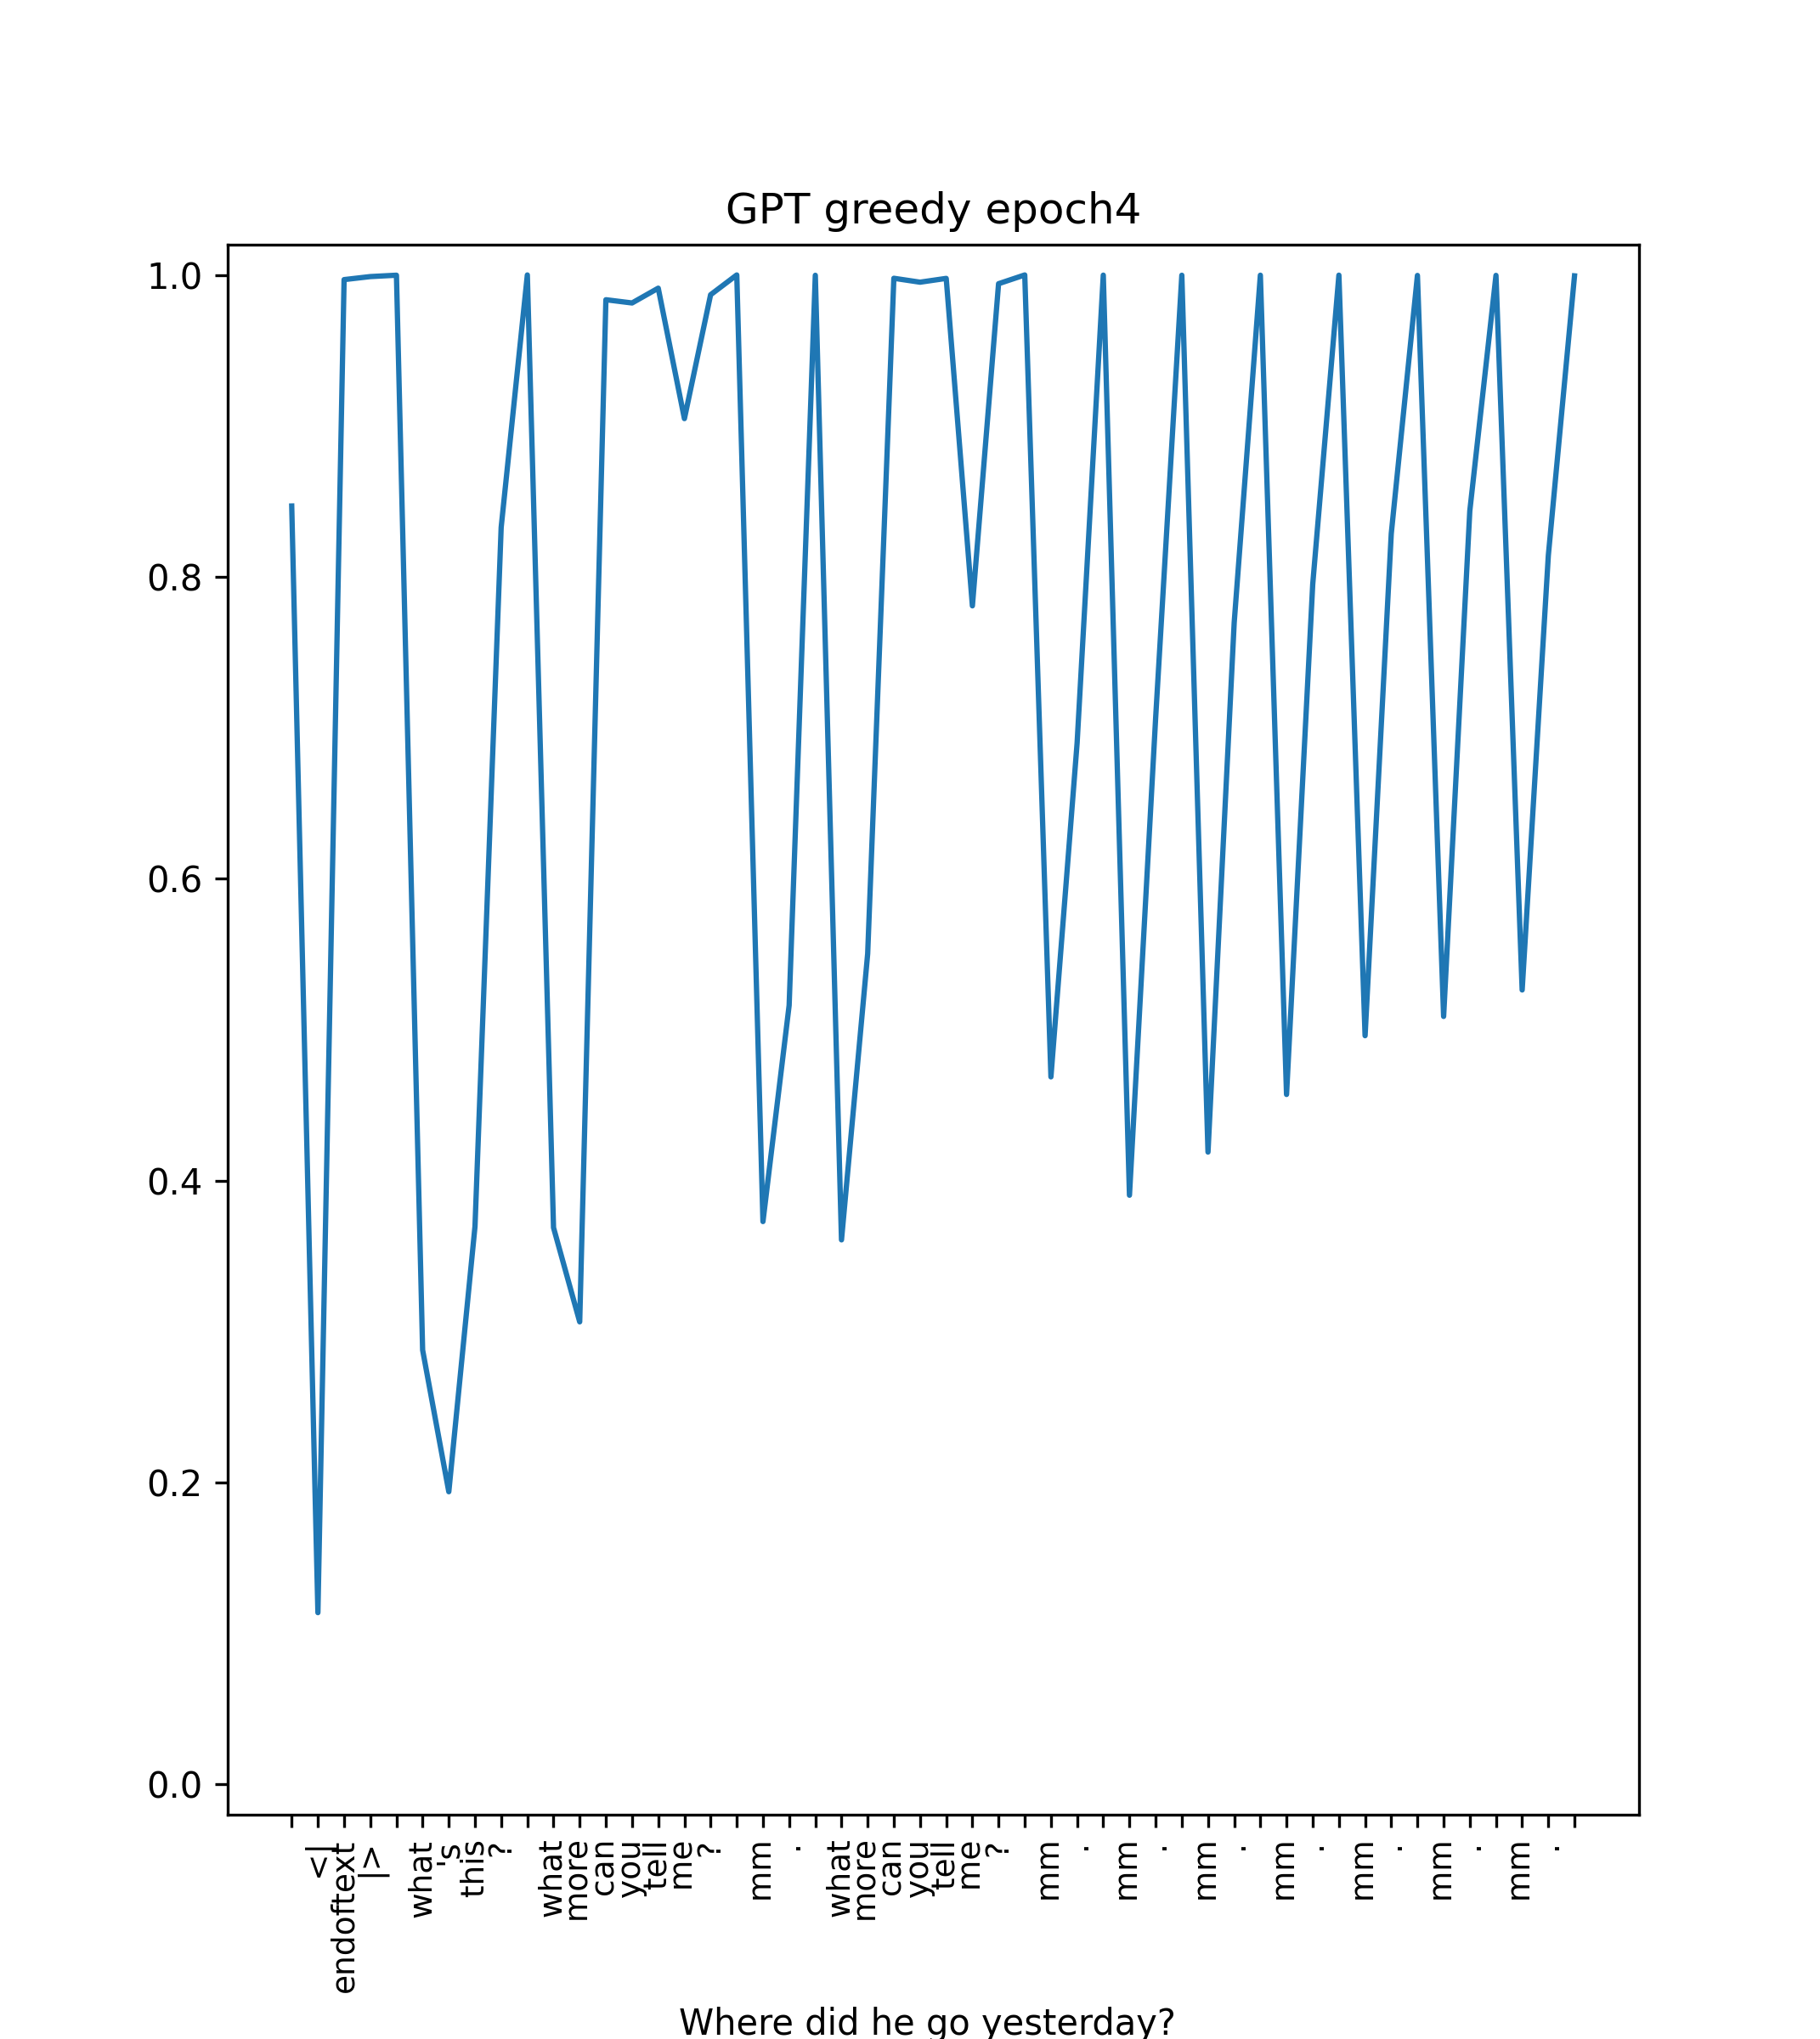 GPT greedy epoch4
1.0
0.8
0.6
0.4
0.2
0.0
<|
endoftext
|>
what
's
this
?
what
more
can
you
tell
me
?
mm
.
what
more
can
you
tell
me
?
mm
.
mm
.
mm
.
mm
.
mm
.
mm
.
mm
.
Where did he go yesterday?